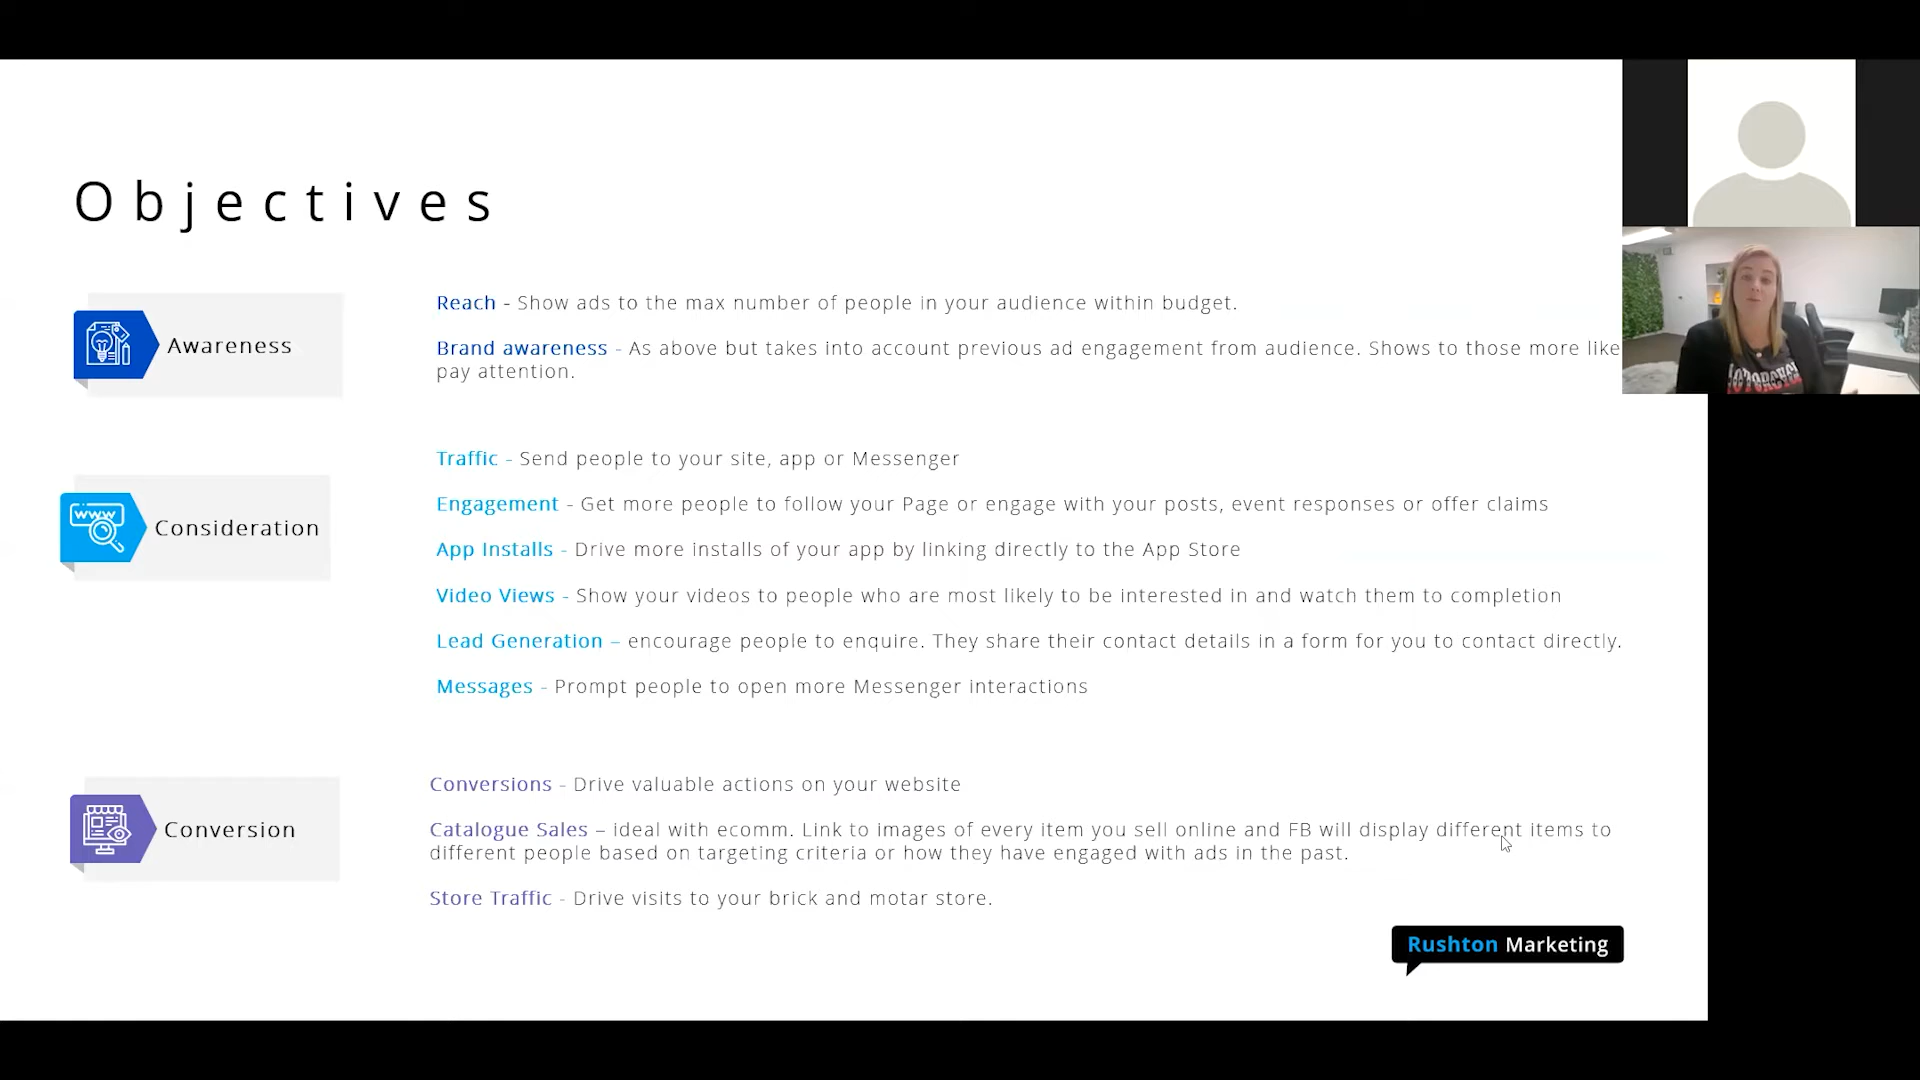 Objectives
Awareness
Reach - Show ads to the max number of people in your audience within budget.
Brand awareness - As above but takes into account previous ad engagement from audience. Shows to those more like
pay attention.
Consideration
www
Traffic - Send people to your site, app or Messenger
Engagement - Get more people to follow your Page or engage with your posts, event responses or offer claims
App Installs - Drive more installs of your app by linking directly to the App Store
Video Views - Show your videos to people who are most likely to be interested in and watch them to completion
Lead Generation – encourage people to enquire. They share their contact details in a form for you to contact directly.
Messages - Prompt people to open more Messenger interactions
Conversion
Conversions - Drive valuable actions on your website
Catalogue Sales – ideal with ecomm. Link to images of every item you sell online and FB will display different items to
different people based on targeting criteria or how they have engaged with ads in the past.
Store Traffic - Drive visits to your brick and motar store.
Rushton Marketing